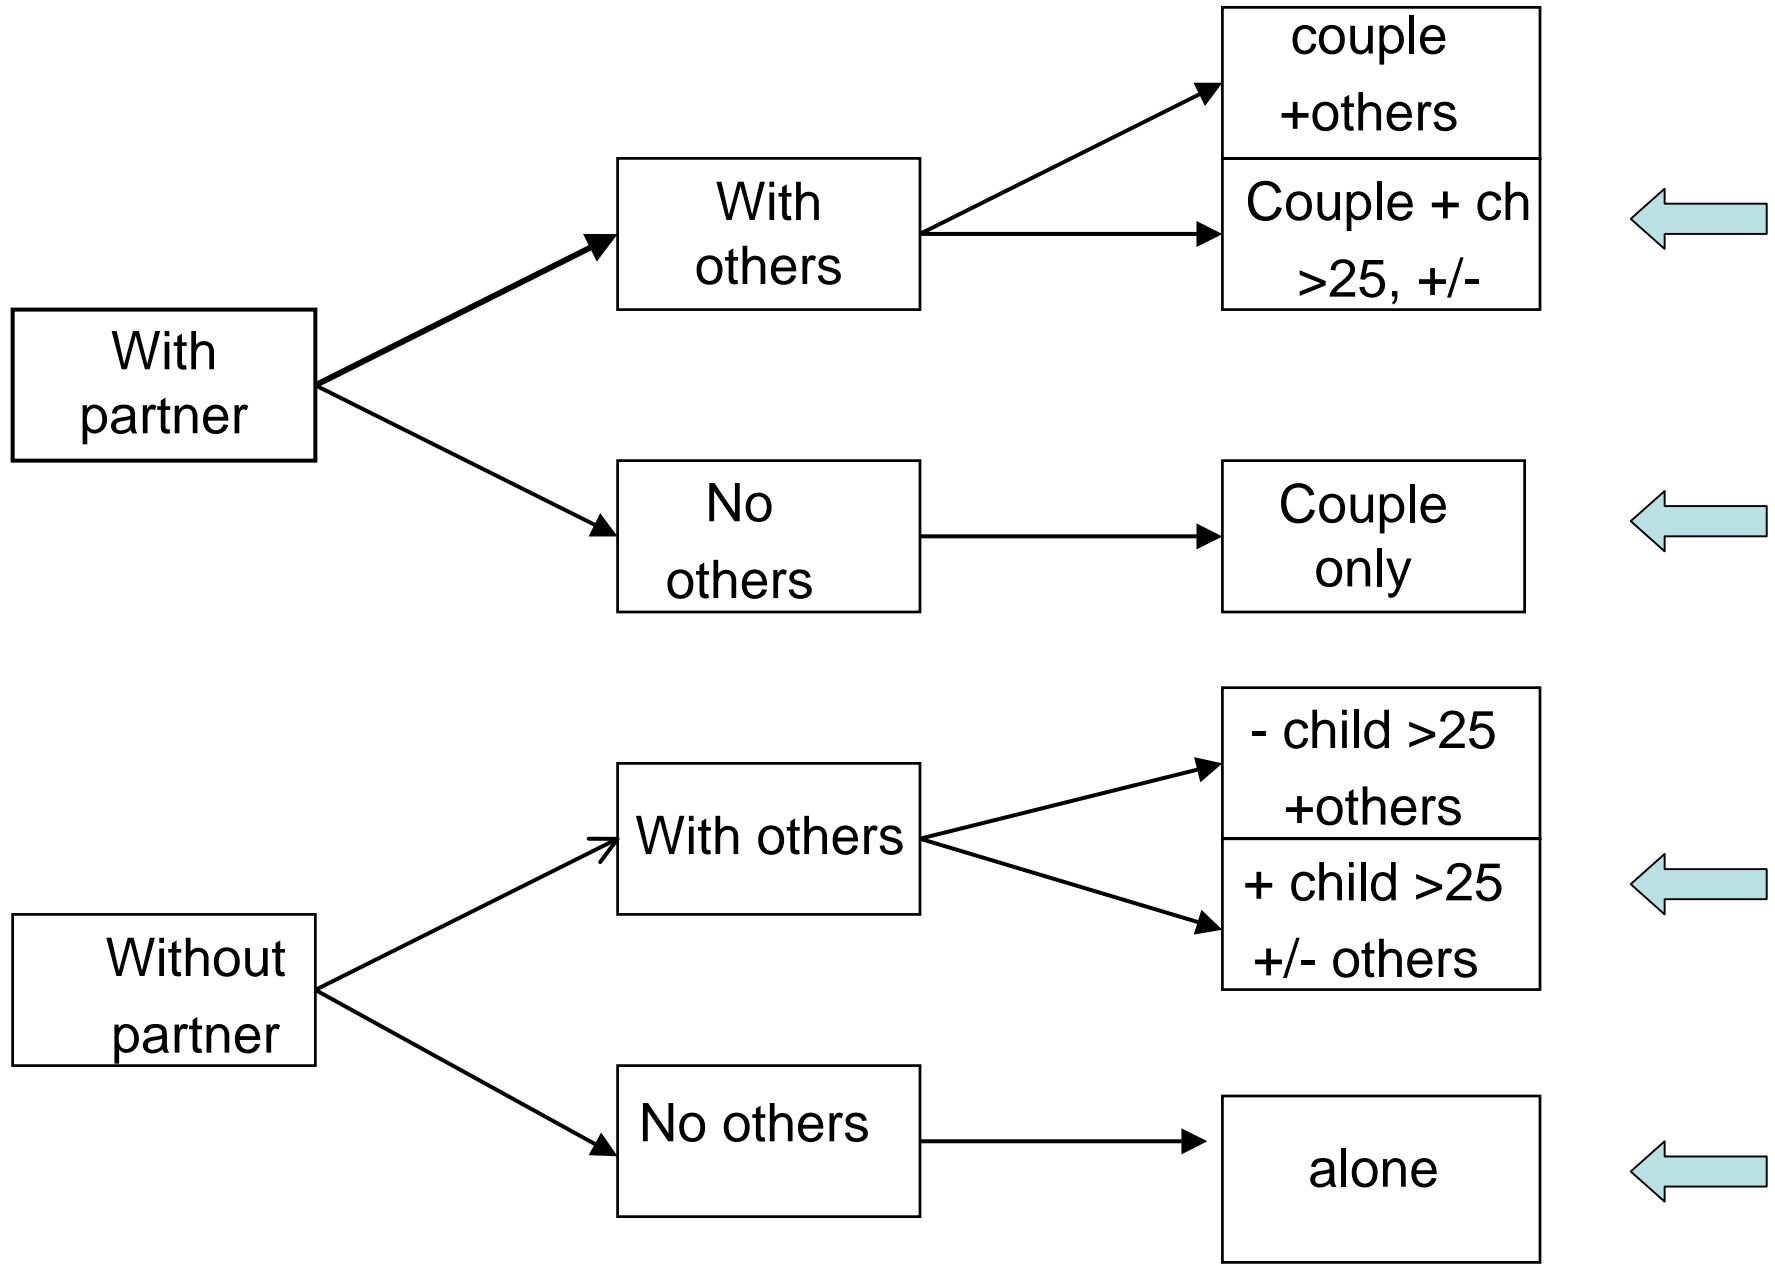 With
partner
With
others
couple
+others
Couple + ch
>25, +/-
No
others
Couple
only
Without
partner
With others
- child >25
+others
+ child >25
+/- others
No others
alone